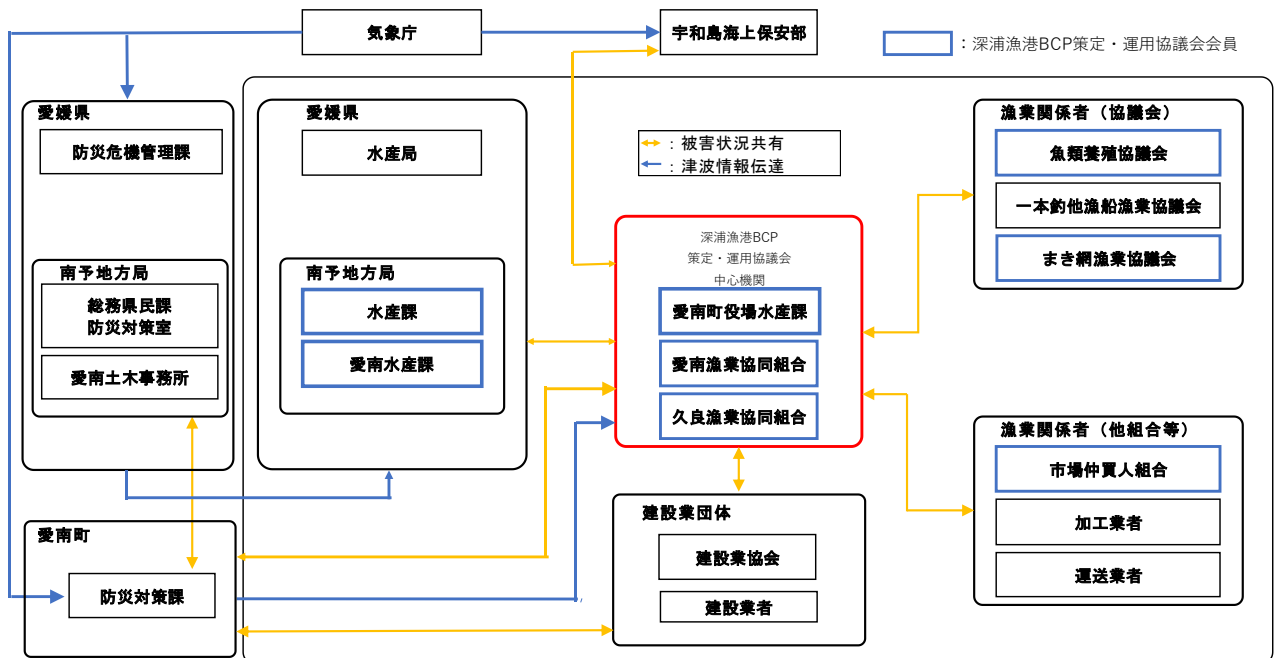 気象庁
宇和島海上保安部
：深浦漁港BCP策定・運用協議会会員
愛媛県
防災危機管理課
南予地方局
総務県民課
防災対策室
愛南土木事務所
愛南町
防災対策課
愛媛県
水産局
南予地方局
水産課
愛南水産課
：被害状況共有
：津波情報伝達
深浦漁港BCP
策定・運用協議会
中心機関
愛南町役場水産課
愛南漁業協同組合
久良漁業協同組合
建設業団体
建設業協会
建設業者
漁業関係者（協議会）
魚類養殖協議会
一本釣他漁船漁業協議会
まき網漁業協議会
漁業関係者（他組合等）
市場仲買人組合
加工業者
運送業者